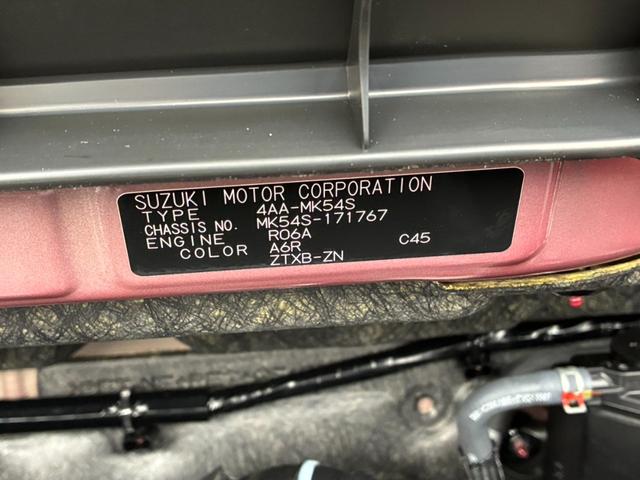 SUZUKI MOTOR CORPORATION
TYPE 4AA-MK54S
CHASSIS NO. MK54S-171767
ENGINE R06A
COLOR A6R C45
ZTXB-ZN